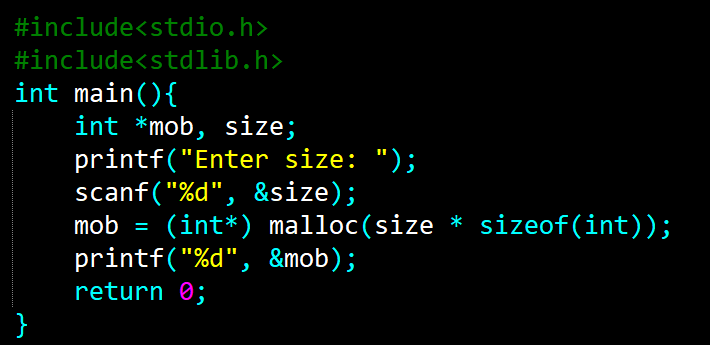 #include<stdio.h>
#include<stdlib.h>
int main(){
    int *mob, size;
    printf("Enter size: ");
    scanf("%d", &size);
    mob = (int*) malloc(size * sizeof(int));
    printf("%d", &mob);
    return 0;
}